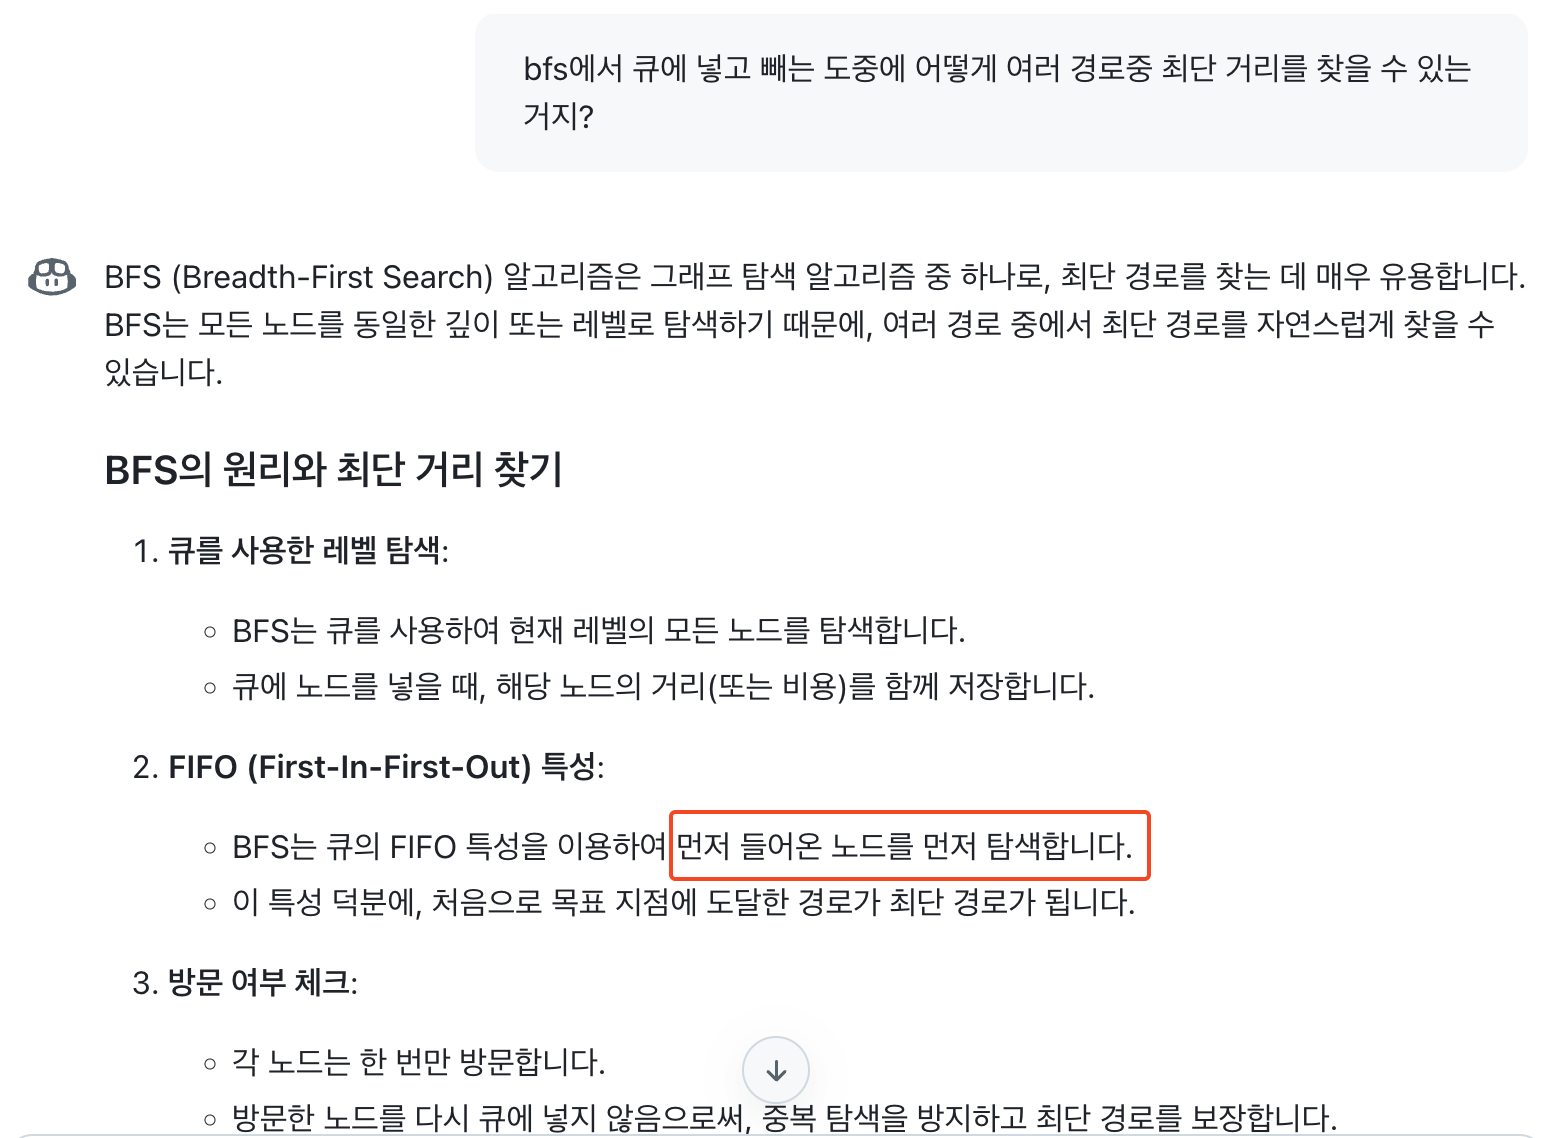 bfs에서 큐에 넣고 빼는 도중에 어떻게 여러 경로중 최단 거리를 찾을 수 있는
거지?
BFS (Breadth-First Search) 알고리즘은 그래프 탐색 알고리즘 중 하나로, 최단 경로를 찾는 데 매우 유용합니다.
BFS는 모든 노드를 동일한 깊이 또는 레벨로 탐색하기 때문에, 여러 경로 중에서 최단 경로를 자연스럽게 찾을 수
있습니다.
BFS의 원리와 최단 거리 찾기
1. 큐를 사용한 레벨 탐색:
○ BFS는 큐를 사용하여 현재 레벨의 모든 노드를 탐색합니다.
○ 큐에 노드를 넣을 때, 해당 노드의 거리(또는 비용)를 함께 저장합니다.
2. FIFO (First-In-First-Out) 특성:
○ BFS는 큐의 FIFO 특성을 이용하여 먼저 들어온 노드를 먼저 탐색합니다.
○ 이 특성 덕분에, 처음으로 목표 지점에 도달한 경로가 최단 경로가 됩니다.
3. 방문 여부 체크:
○ 각 노드는 한 번만 방문합니다.
○ 방문한 노드를 다시 큐에 넣지 않음으로써, 중복 탐색을 방지하고 최단 경로를 보장합니다.